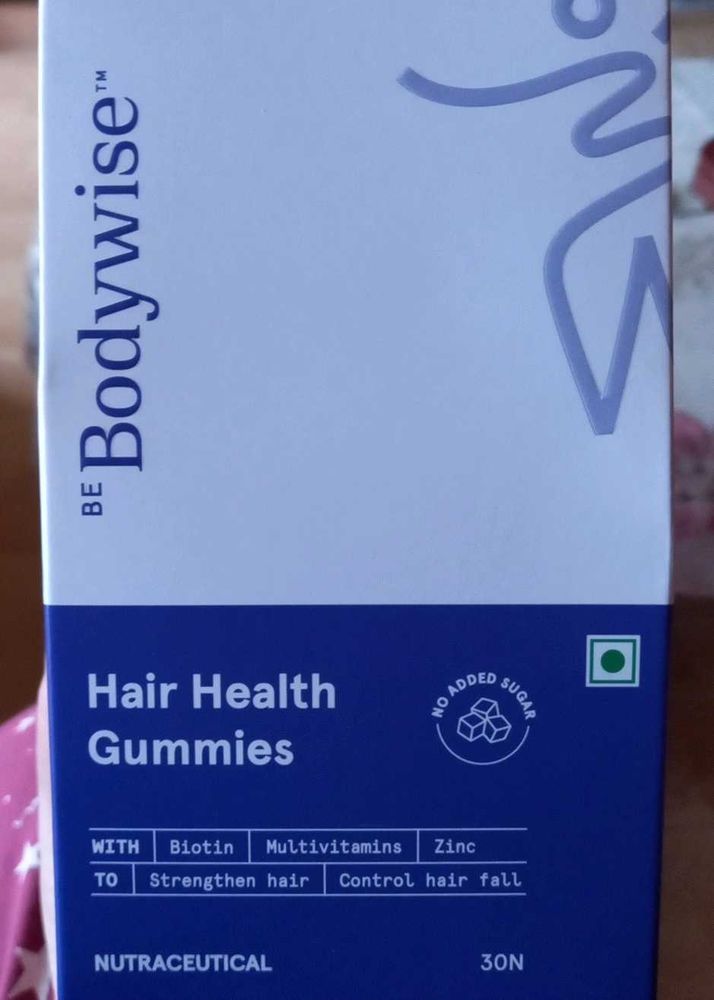 BE Bodywise™
Hair Health
Gummies
NO ADDED SUGAR
WITH Biotin Multivitamins Zinc
TO Strengthen hair Control hair fall
NUTRACEUTICAL 30N